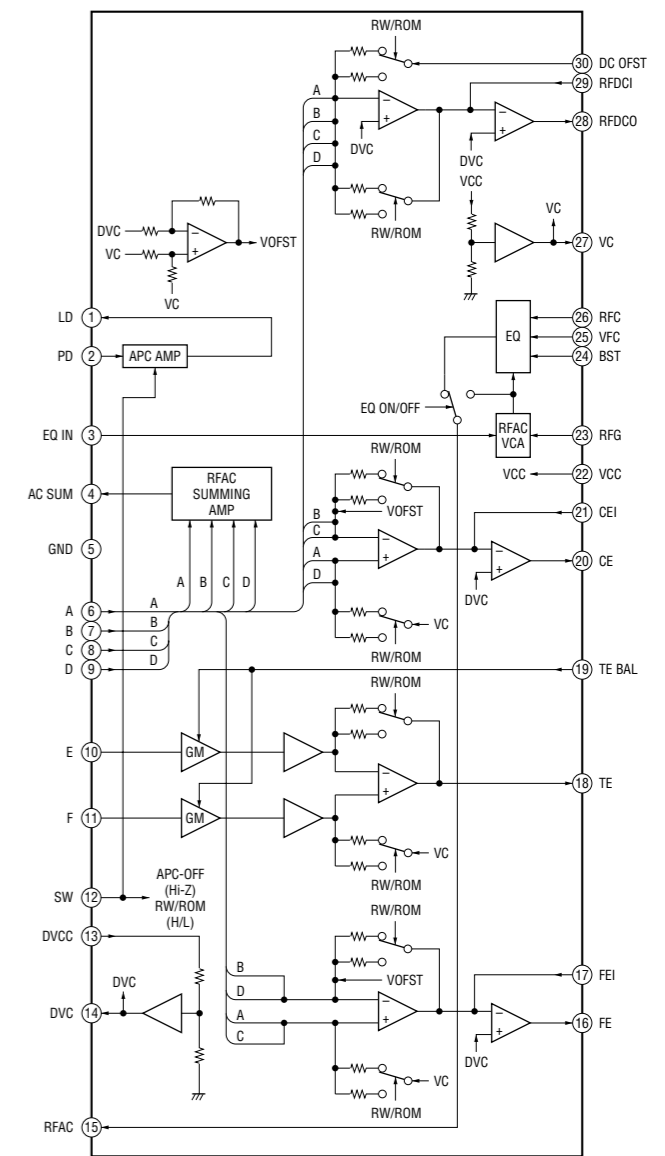 RW/ROM
30 DC OFST
29 RFDCI
A
B
28 RFDCO
C
DVC
D
DVC
VCC
RW/ROM
DVC
VOFST
VC
VC
27 VC
VC
LD 1
26 RFC
EQ
25 VFC
PD 2
APC AMP
24 BST
EQ ON/OFF
EQ IN 3
RFAC
VCA
23 RFG
RW/ROM
VCC
22 VCC
AC SUM 4
RFAC
SUMMING
AMP
VOFST
21 CEI
B
C
GND 5
A
20 CE
D
DVC
A B C D
A 6 A
VC
B 7 B
C 8 C
RW/ROM
D 9 D
19 TE BAL
RW/ROM
E 10
GM
18 TE
F 11
GM
VC
APC-OFF
(Hi-Z)
RW/ROM
(H/L)
SW 12
RW/ROM
DVCC 13
RW/ROM
B
17 FEI
DVC
VOFST
D
DVC 14
A
16 FE
C
DVC
VC
RW/ROM
RFAC 15